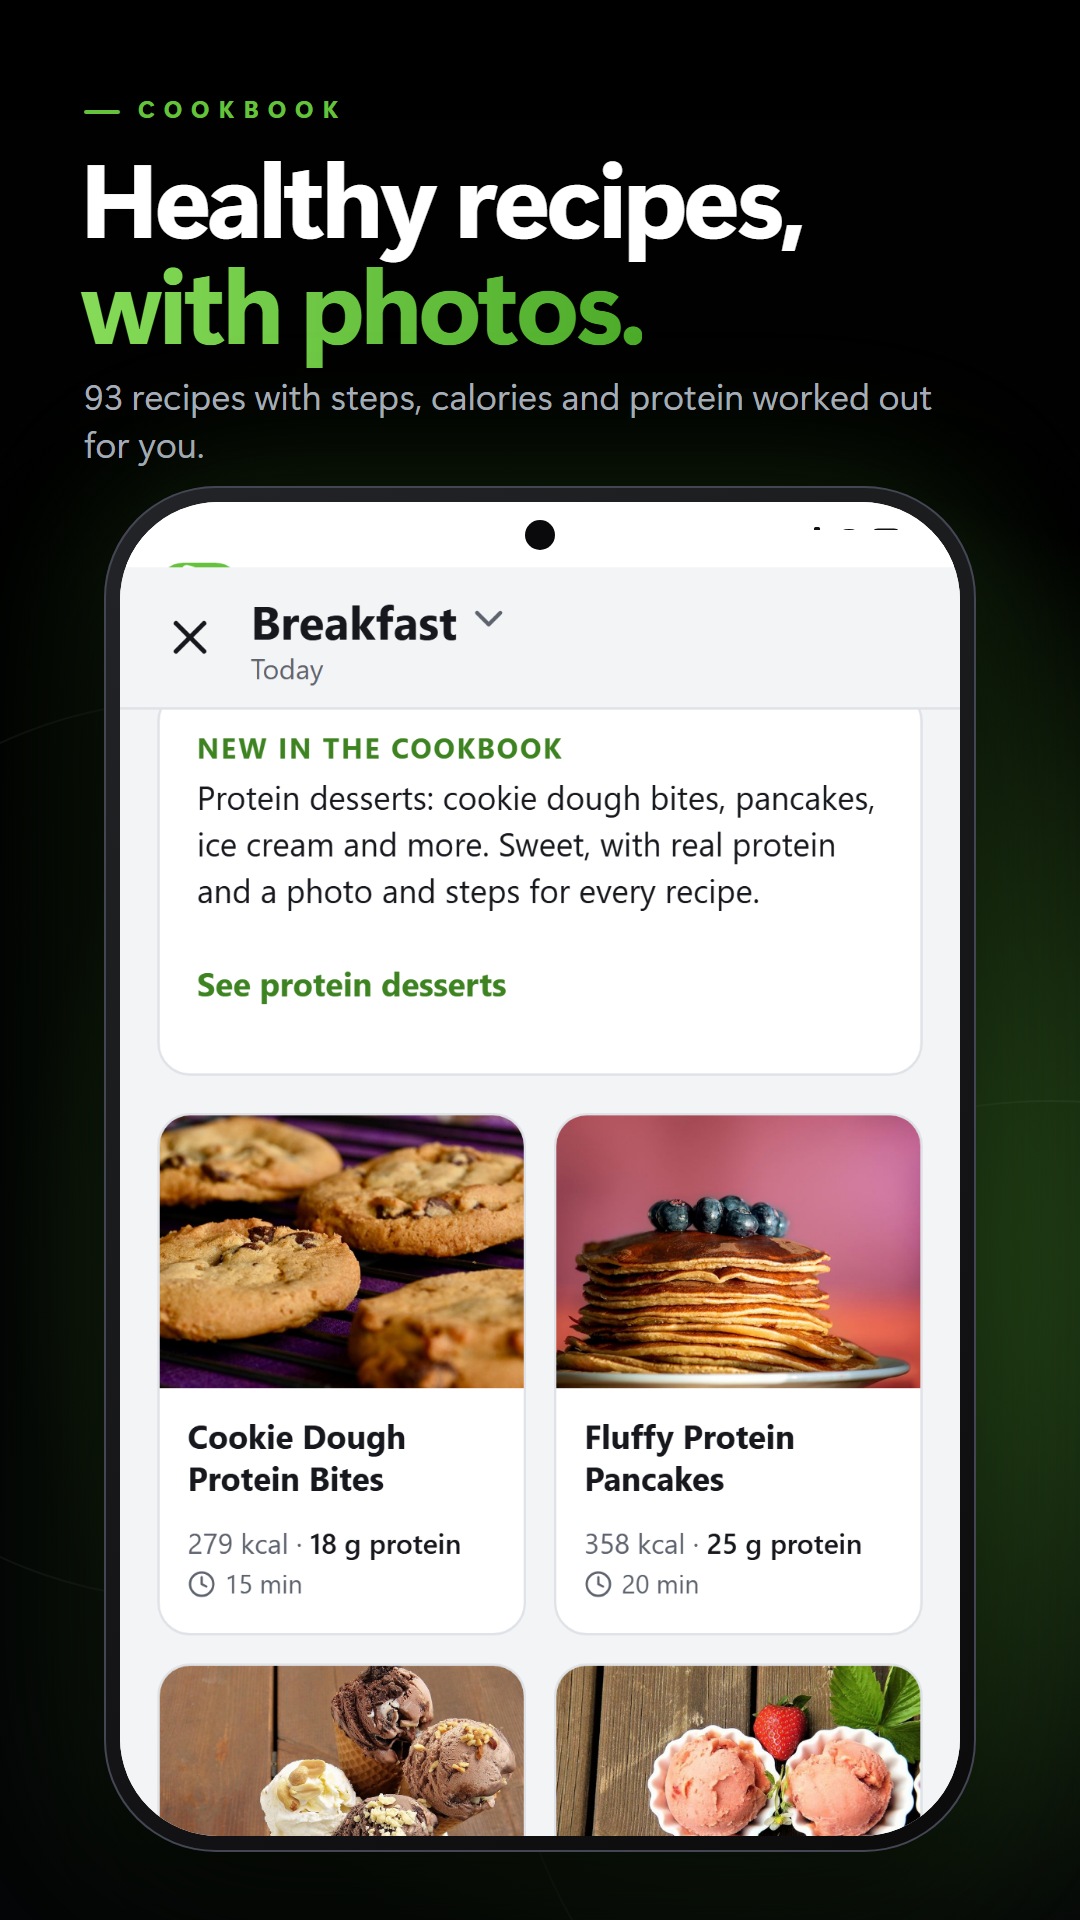 COOKBOOK
Healthy recipes,
with photos.
93 recipes with steps, calories and protein worked out
for you.
Breakfast
Today
NEW IN THE COOKBOOK
Protein desserts: cookie dough bites, pancakes,
ice cream and more. Sweet, with real protein
and a photo and steps for every recipe.
See protein desserts
Cookie Dough
Protein Bites
279 kcal · 18 g protein
15 min
Fluffy Protein
Pancakes
358 kcal · 25 g protein
20 min